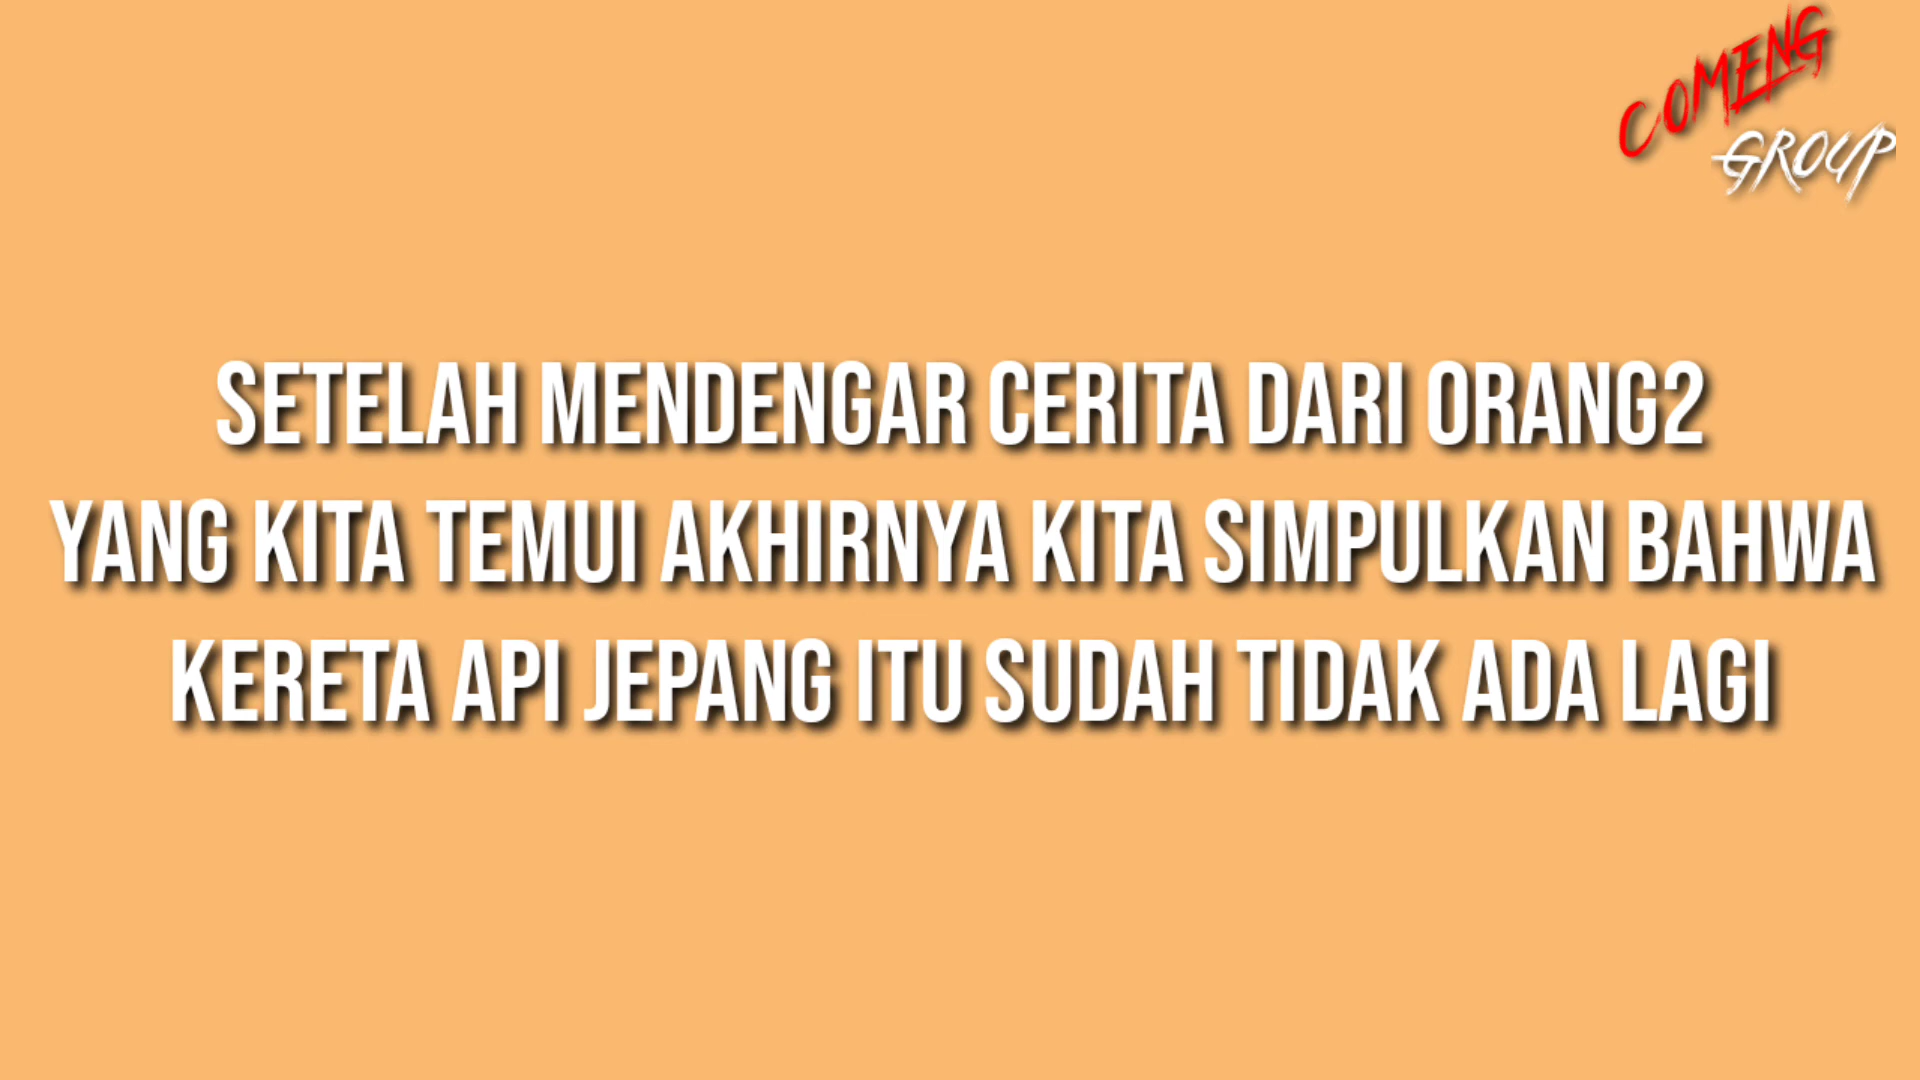 COMENG
GROUP
SETELAH MENDENGAR CERITA DARI ORANG2
YANG KITA TEMUI AKHIRNYA KITA SIMPULKAN BAHWA
KERETA API JEPANG ITU SUDAH TIDAK ADA LAGI